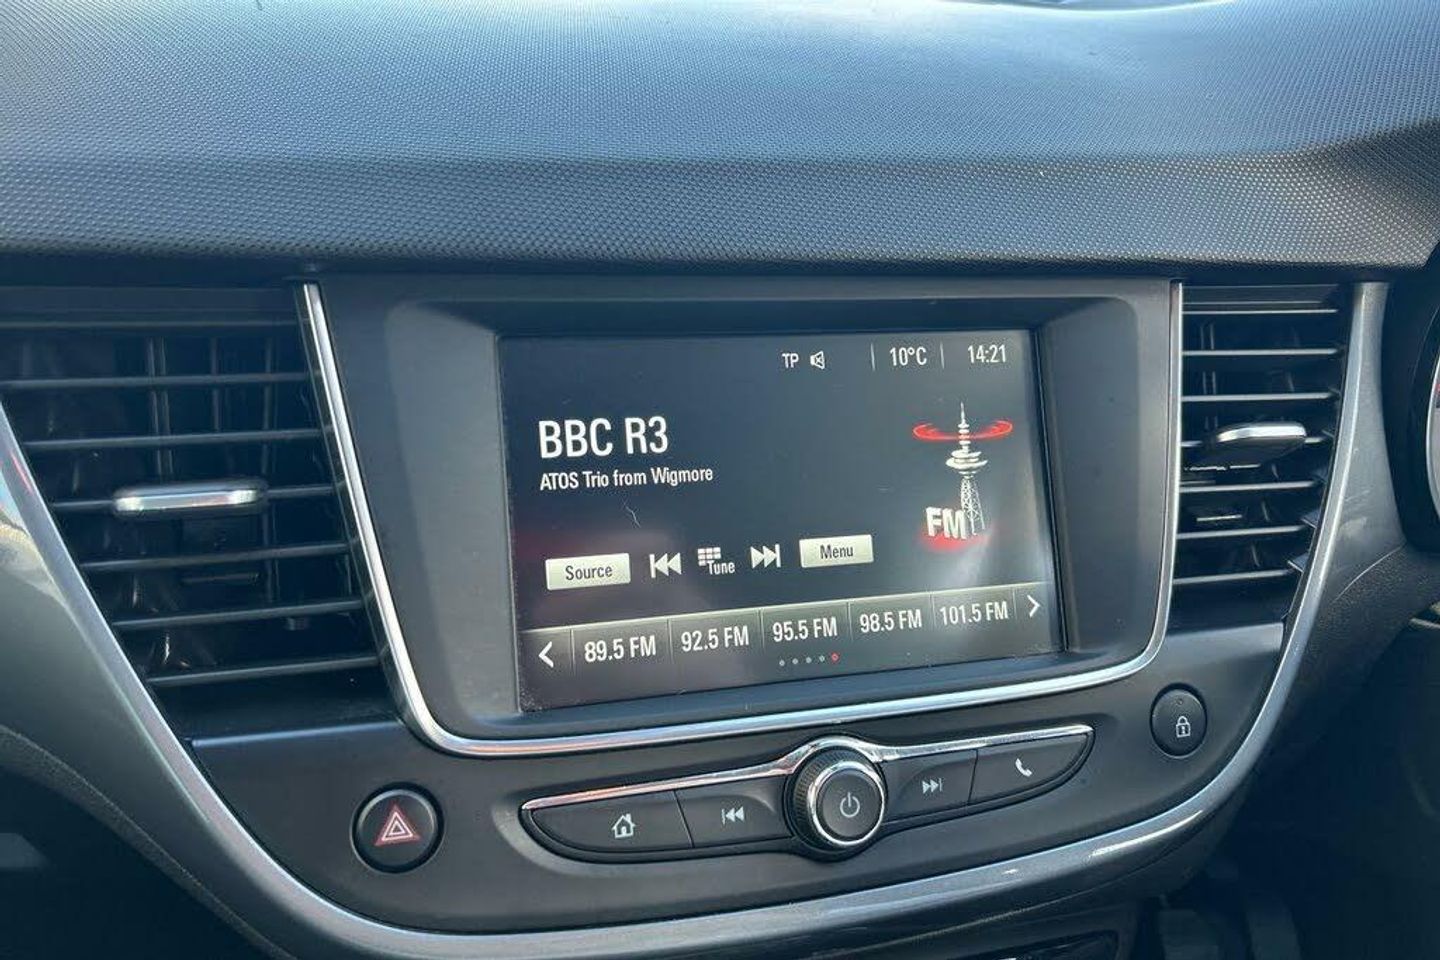 TP 10°C 14:21
BBC R3
ATOS Trio from Wigmore
FM
Source Tune Menu
89.5 FM 92.5 FM 95.5 FM 98.5 FM 101.5 FM